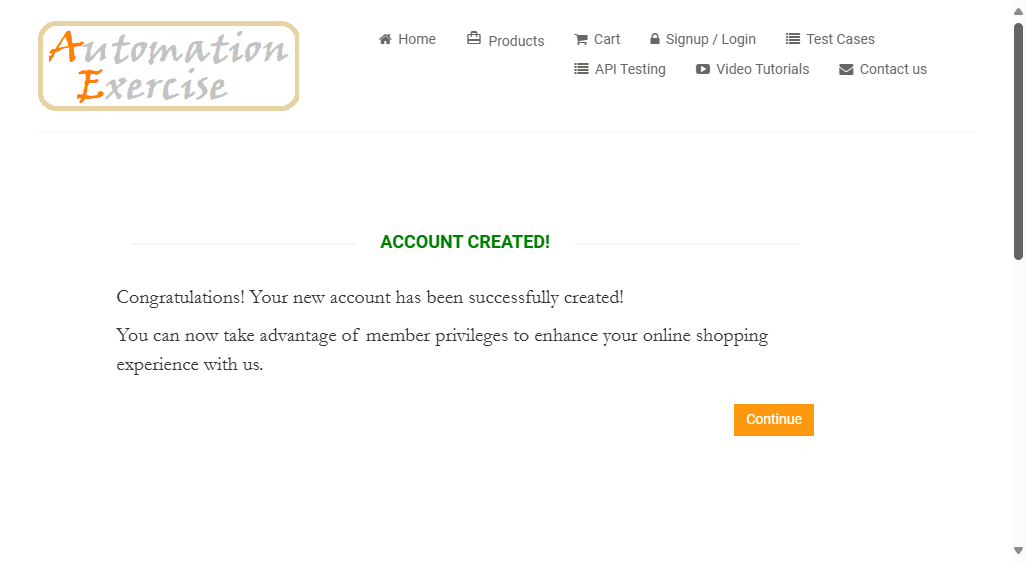 Automation
Exercise
Home Products Cart Signup / Login Test Cases
API Testing Video Tutorials Contact us
ACCOUNT CREATED!
Congratulations! Your new account has been successfully created!
You can now take advantage of member privileges to enhance your online shopping
experience with us.
Continue